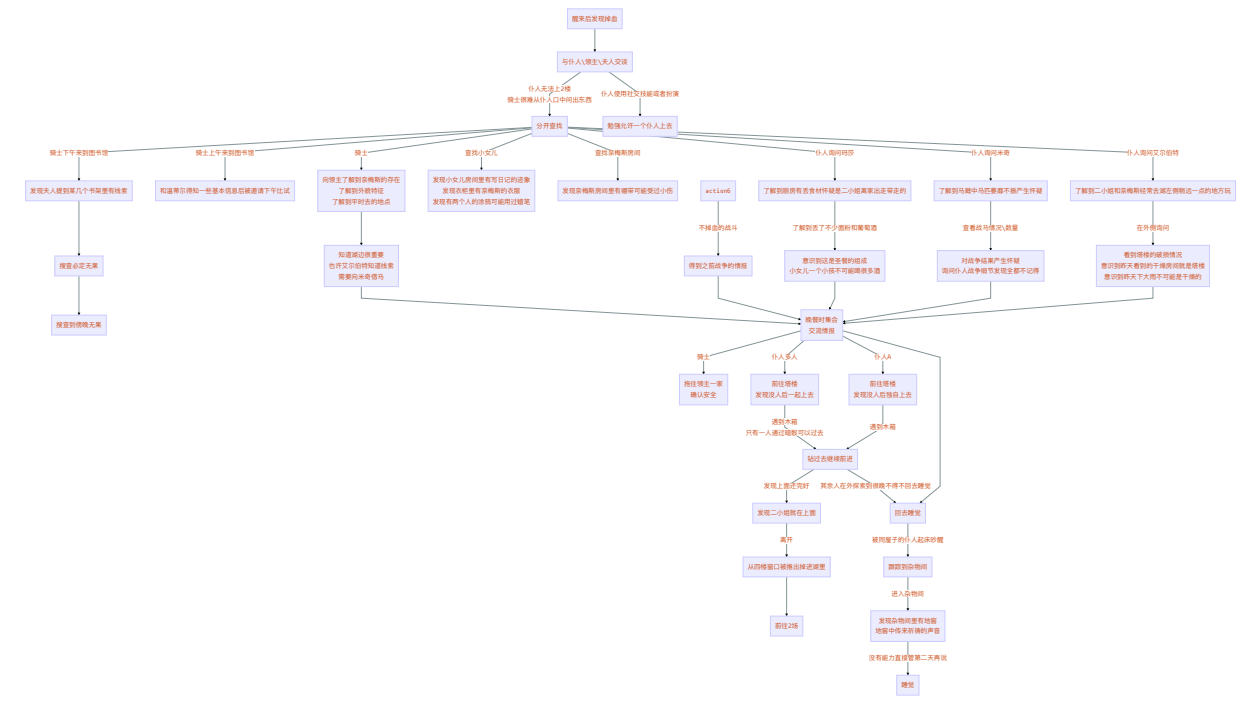 醒来后发现掉血
与仆人\领主\夫人交谈
仆人无法上2楼
骑士很难从仆人口中问出东西
仆人使用社交技能或者扮演
分开查找
勉强允许一个仆人上去
骑士下午来到图书馆
骑士上午来到图书馆
骑士
查找小女儿
查找奈梅斯房间
仆人询问玛莎
仆人询问米奇
仆人询问艾尔伯特
发现夫人提到某几个书架里有线索
和温蒂尔得知一些基本信息后被邀请下午比试
向领主了解到奈梅斯的存在
了解到外貌特征
了解到平时去的地点
发现小女儿房间里有写日记的迹象
发现衣柜里有奈梅斯的衣服
发现有两个人的涂鸦可能用过蜡笔
发现奈梅斯房间里有绷带可能受过小伤
action6
了解到厨房有丢食材怀疑是二小姐离家出走带走的
了解到马厩中马匹萎靡不振产生怀疑
了解到二小姐和奈梅斯经常去湖左侧稍远一点的地方玩
不掉血的战斗
了解到丢了不少面粉和葡萄酒
查看战马情况\数量
在外侧询问
搜查必定无果
知道湖边很重要
也许艾尔伯特知道线索
需要向米奇借马
得到之前战争的情报
意识到这是圣餐的组成
小女儿一个小孩不可能喝很多酒
对战争结果产生怀疑
询问仆人战争细节发现全都不记得
看到塔楼的破损情况
意识到昨天看到的干燥房间就是塔楼
意识到昨天下大雨不可能是干燥的
搜查到傍晚无果
晚餐时集合
交流情报
骑士
仆人多人
仆人A
拖住领主一家
确认安全
前往塔楼
发现没人后一起上去
前往塔楼
发现没人后独自上去
遇到木箱
只有一人通过暗骰可以过去
遇到木箱
钻过去继续前进
发现上面还完好
其余人在外探索到很晚不得不回去睡觉
发现二小姐就在上面
回去睡觉
离开
被同屋子的仆人起床吵醒
从四楼窗口被推出掉进湖里
跟踪到杂物间
进入杂物间
前往2场
发现杂物间里有地窖
地窖中传来祈祷的声音
没有能力直接管第二天再说
睡觉